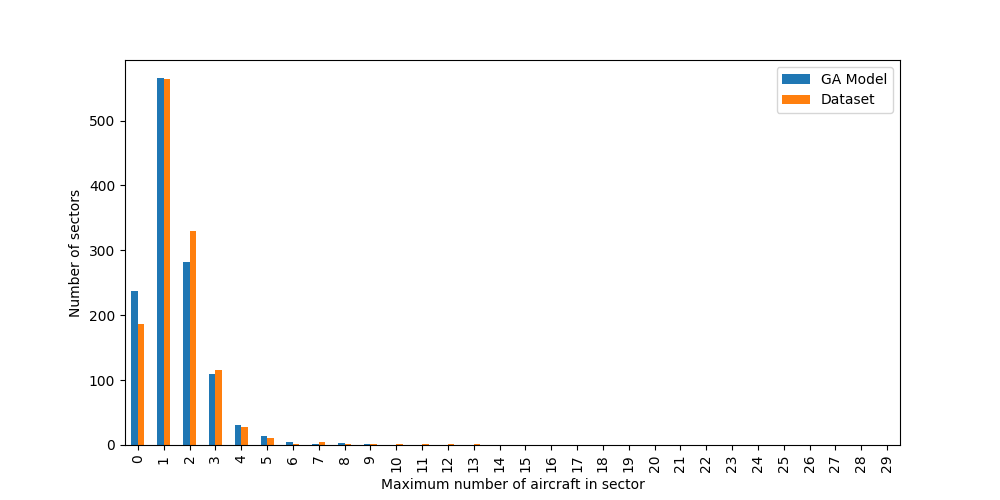 GA Model
Dataset
Number of sectors
500
400
300
200
100
0
0 1 2 3 4 5 6 7 8 9 10 11 12 13 14 15 16 17 18 19 20 21 22 23 24 25 26 27 28 29
Maximum number of aircraft in sector